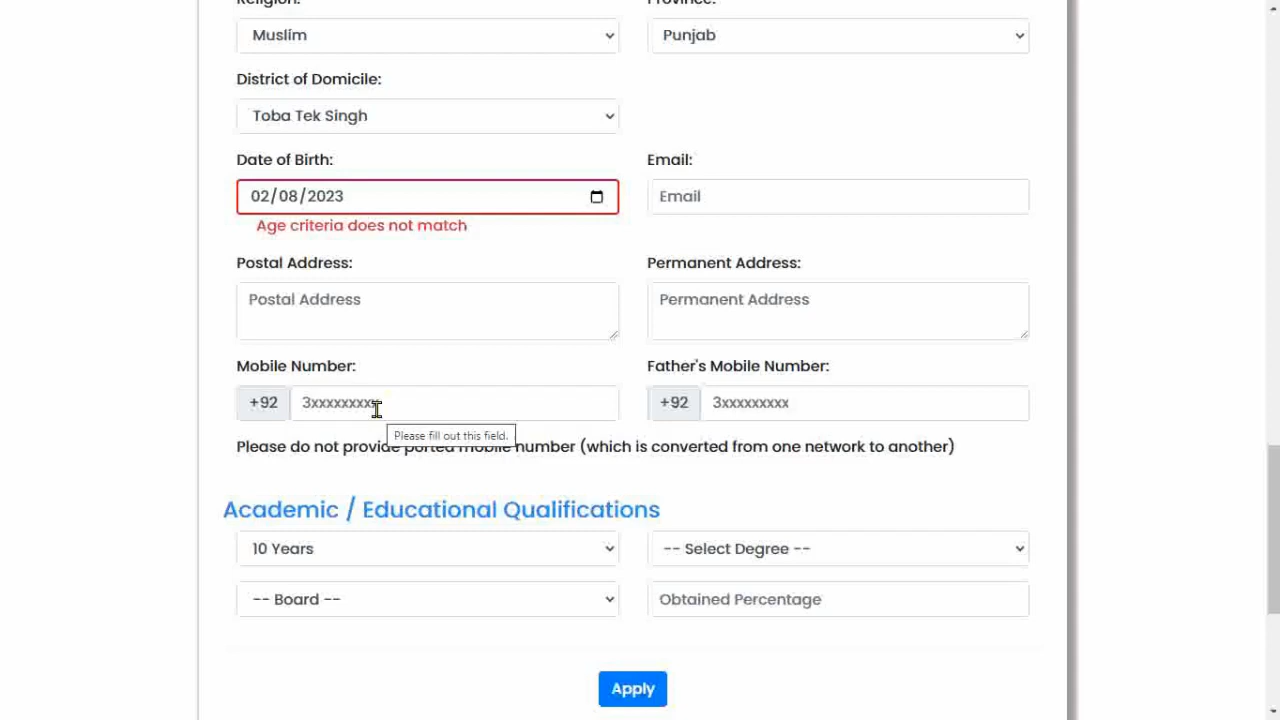 Religion:
Province:
Muslim
Punjab
District of Domicile:
Toba Tek Singh
Date of Birth:
Email:
02/08/2023
Email
Age criteria does not match
Postal Address:
Permanent Address:
Postal Address
Permanent Address
Mobile Number:
Father's Mobile Number:
+92
3xxxxxxxxx
+92
3xxxxxxxxx
Please fill out this field.
Please do not provide ported mobile number (which is converted from one network to another)
Academic / Educational Qualifications
10 Years
-- Select Degree --
-- Board --
Obtained Percentage
Apply